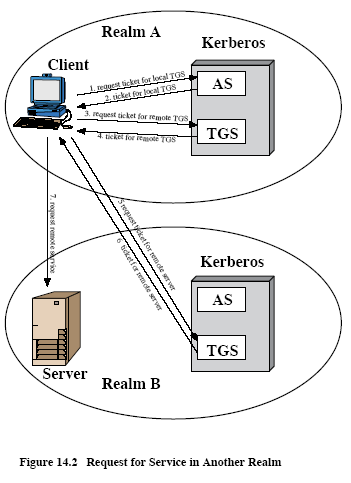 Realm A
Kerberos
Client
AS
1. request ticket for local TGS
2. ticket for local TGS
3. request ticket for remote TGS
TGS
4. ticket for remote TGS
5 request ticket for remote server
6. ticket for remote server
7. request remote service
Kerberos
AS
TGS
Server
Realm B
Figure 14.2 Request for Service in Another Realm